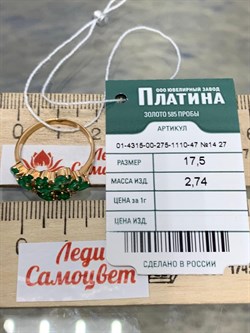 ООО ЮВЕЛИРНЫЙ ЗАВОД
ПЛАТИНА
ЗОЛОТО 585 ПРОБЫ
АРТИКУЛ
01-4315-00-275-1110-47 №14 27
РАЗМЕР 17,5
МАССА ИЗД. 2,74
ЦЕНА за 1г
ЦЕНА ИЗД.
СДЕЛАНО В РОССИИ
Леди
Самоцвет